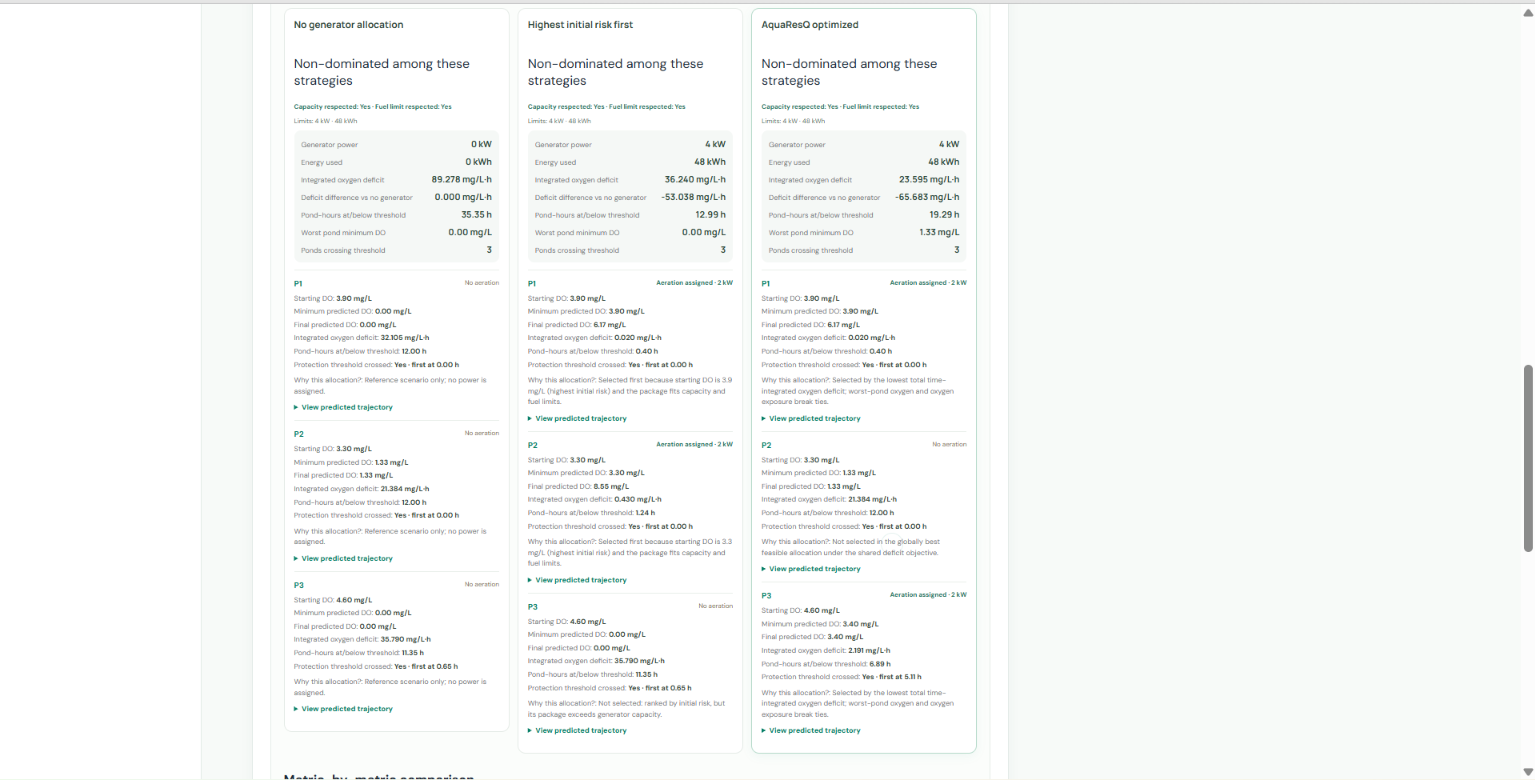 No generator allocation
Non-dominated among these
strategies
Capacity respected: Yes · Fuel limit respected: Yes
Limits: 4 kW · 48 kWh
Generator power 0 kW
Energy used 0 kWh
Integrated oxygen deficit 89.278 mg/L·h
Deficit difference vs no generator 0.000 mg/L·h
Pond-hours at/below threshold 35.35 h
Worst pond minimum DO 0.00 mg/L
Ponds crossing threshold 3
P1 No aeration
Starting DO: 3.90 mg/L
Minimum predicted DO: 0.00 mg/L
Final predicted DO: 0.00 mg/L
Integrated oxygen deficit: 32.105 mg/L·h
Pond-hours at/below threshold: 12.00 h
Protection threshold crossed: Yes · first at 0.00 h
Why this allocation?: Reference scenario only; no power is
assigned.
▶ View predicted trajectory
P2 No aeration
Starting DO: 3.30 mg/L
Minimum predicted DO: 1.33 mg/L
Final predicted DO: 1.33 mg/L
Integrated oxygen deficit: 21.384 mg/L·h
Pond-hours at/below threshold: 12.00 h
Protection threshold crossed: Yes · first at 0.00 h
Why this allocation?: Reference scenario only; no power is
assigned.
▶ View predicted trajectory
P3 No aeration
Starting DO: 4.60 mg/L
Minimum predicted DO: 0.00 mg/L
Final predicted DO: 0.00 mg/L
Integrated oxygen deficit: 35.790 mg/L·h
Pond-hours at/below threshold: 11.35 h
Protection threshold crossed: Yes · first at 0.65 h
Why this allocation?: Reference scenario only; no power is
assigned.
▶ View predicted trajectory
Highest initial risk first
Non-dominated among these
strategies
Capacity respected: Yes · Fuel limit respected: Yes
Limits: 4 kW · 48 kWh
Generator power 4 kW
Energy used 48 kWh
Integrated oxygen deficit 36.240 mg/L·h
Deficit difference vs no generator -53.038 mg/L·h
Pond-hours at/below threshold 12.99 h
Worst pond minimum DO 0.00 mg/L
Ponds crossing threshold 3
P1 Aeration assigned · 2 kW
Starting DO: 3.90 mg/L
Minimum predicted DO: 3.90 mg/L
Final predicted DO: 6.17 mg/L
Integrated oxygen deficit: 0.020 mg/L·h
Pond-hours at/below threshold: 0.40 h
Protection threshold crossed: Yes · first at 0.00 h
Why this allocation?: Selected first because starting DO is 3.9
mg/L (highest initial risk) and the package fits capacity and
fuel limits.
▶ View predicted trajectory
P2 Aeration assigned · 2 kW
Starting DO: 3.30 mg/L
Minimum predicted DO: 3.30 mg/L
Final predicted DO: 8.55 mg/L
Integrated oxygen deficit: 0.430 mg/L·h
Pond-hours at/below threshold: 1.24 h
Protection threshold crossed: Yes · first at 0.00 h
Why this allocation?: Selected first because starting DO is 3.3
mg/L (highest initial risk) and the package fits capacity and
fuel limits.
▶ View predicted trajectory
P3 No aeration
Starting DO: 4.60 mg/L
Minimum predicted DO: 0.00 mg/L
Final predicted DO: 0.00 mg/L
Integrated oxygen deficit: 35.790 mg/L·h
Pond-hours at/below threshold: 11.35 h
Protection threshold crossed: Yes · first at 0.65 h
Why this allocation?: Not selected: ranked by initial risk, but
its package exceeds generator capacity.
▶ View predicted trajectory
AquaResQ optimized
Non-dominated among these
strategies
Capacity respected: Yes · Fuel limit respected: Yes
Limits: 4 kW · 48 kWh
Generator power 4 kW
Energy used 48 kWh
Integrated oxygen deficit 23.595 mg/L·h
Deficit difference vs no generator -65.683 mg/L·h
Pond-hours at/below threshold 19.29 h
Worst pond minimum DO 1.33 mg/L
Ponds crossing threshold 3
P1 Aeration assigned · 2 kW
Starting DO: 3.90 mg/L
Minimum predicted DO: 3.90 mg/L
Final predicted DO: 6.17 mg/L
Integrated oxygen deficit: 0.020 mg/L·h
Pond-hours at/below threshold: 0.40 h
Protection threshold crossed: Yes · first at 0.00 h
Why this allocation?: Selected by the lowest total time-
integrated oxygen deficit; worst-pond oxygen and oxygen
exposure break ties.
▶ View predicted trajectory
P2 No aeration
Starting DO: 3.30 mg/L
Minimum predicted DO: 1.33 mg/L
Final predicted DO: 1.33 mg/L
Integrated oxygen deficit: 21.384 mg/L·h
Pond-hours at/below threshold: 12.00 h
Protection threshold crossed: Yes · first at 0.00 h
Why this allocation?: Not selected in the globally best
feasible allocation under the shared deficit objective.
▶ View predicted trajectory
P3 Aeration assigned · 2 kW
Starting DO: 4.60 mg/L
Minimum predicted DO: 3.40 mg/L
Final predicted DO: 3.40 mg/L
Integrated oxygen deficit: 2.191 mg/L·h
Pond-hours at/below threshold: 6.89 h
Protection threshold crossed: Yes · first at 5.11 h
Why this allocation?: Selected by the lowest total time-
integrated oxygen deficit; worst-pond oxygen and oxygen
exposure break ties.
▶ View predicted trajectory
Metric-by-metric comparison